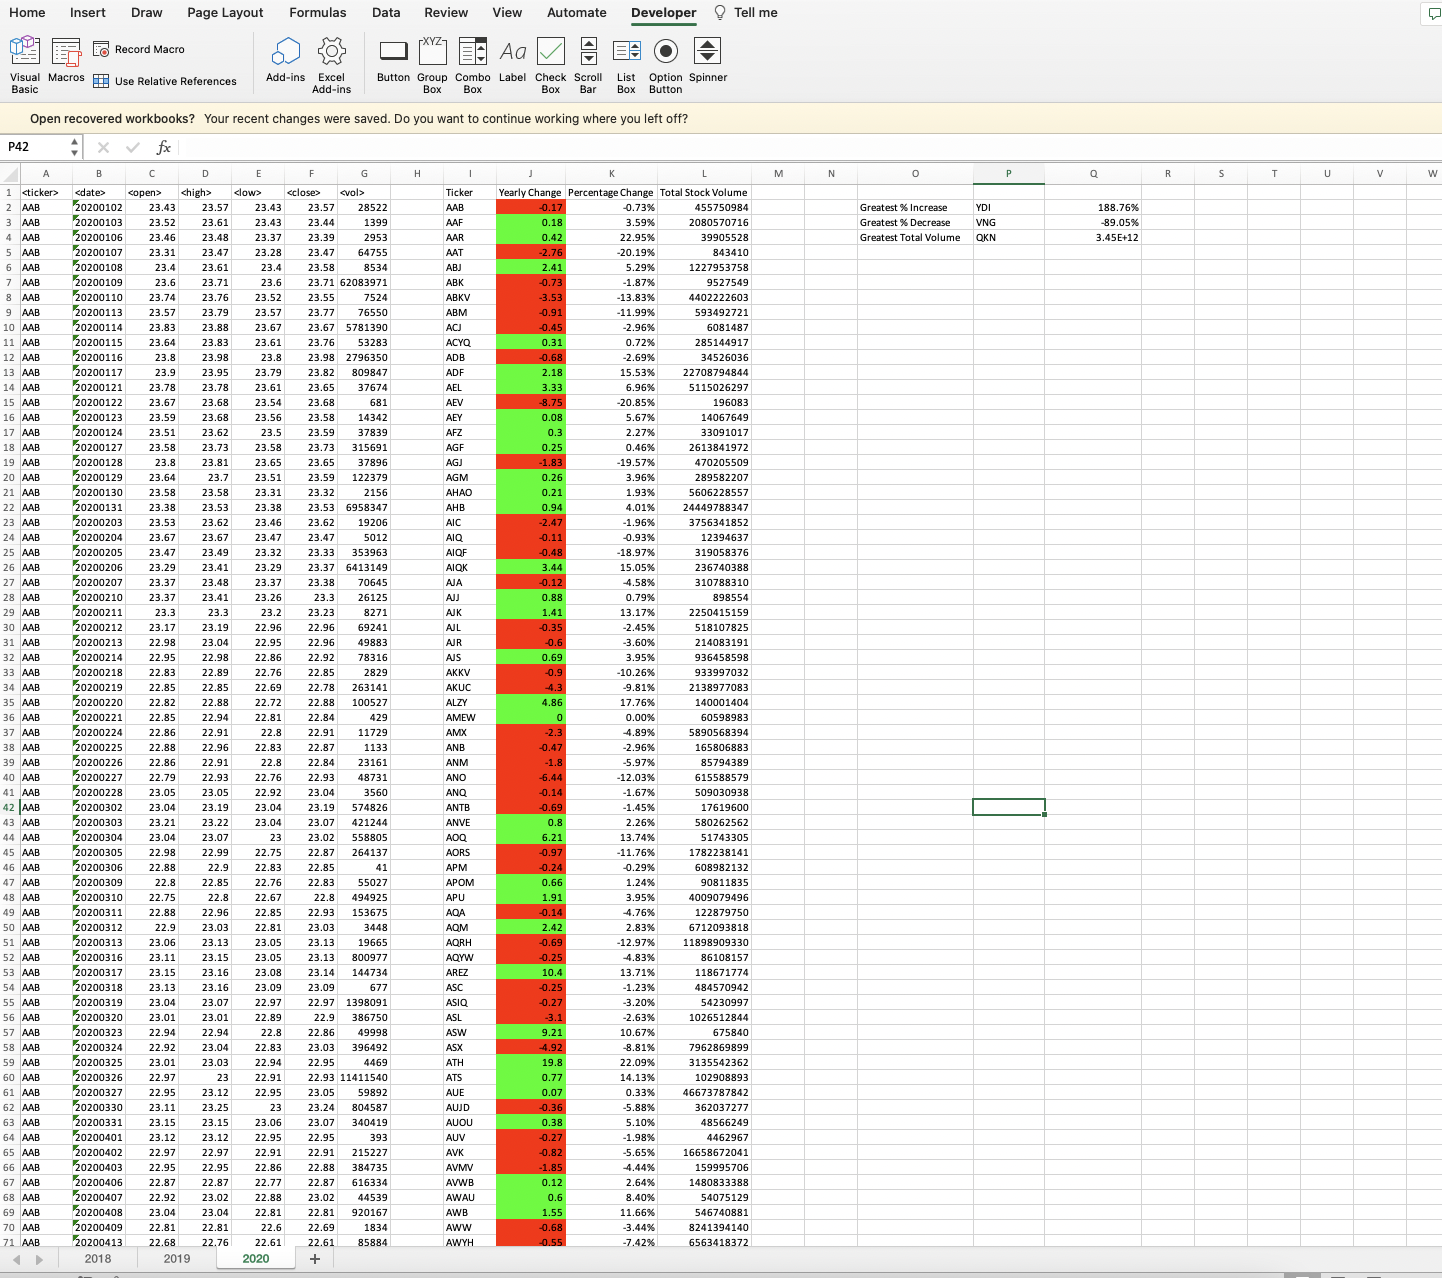 Home Insert Draw Page Layout Formulas Data Review View Automate Developer Tell me
Visual Basic Macros Record Macro Use Relative References Add-ins Excel Add-ins Button Group Box Combo Box Label Check Box Scroll Bar List Box Option Button Spinner
Open recovered workbooks? Your recent changes were saved. Do you want to continue working where you left off?
P42 fx
A B C D E F G H I J K L M N O P Q R S T U V W
1 <ticker> <date> <open> <high> <low> <close> <vol> Ticker Yearly Change Percentage Change Total Stock Volume
2 AAB 20200102 23.43 23.57 23.43 23.57 28522 AAB -0.17 -0.73% 455750984 Greatest % Increase YDI 188.76%
3 AAB 20200103 23.52 23.61 23.43 23.44 1399 AAF 0.18 3.59% 2080570716 Greatest % Decrease VNG -89.05%
4 AAB 20200106 23.46 23.48 23.37 23.39 2953 AAR 0.42 22.95% 39905528 Greatest Total Volume QKN 3.45E+12
5 AAB 20200107 23.31 23.47 23.28 23.47 64755 AAT -2.76 -20.19% 843410
6 AAB 20200108 23.4 23.61 23.4 23.58 8534 ABJ 2.41 5.29% 1227953758
7 AAB 20200109 23.6 23.71 23.6 23.71 62083971 ABK -0.73 -1.87% 9527549
8 AAB 20200110 23.74 23.76 23.52 23.55 7524 ABKV -3.53 -13.83% 4402222603
9 AAB 20200113 23.57 23.79 23.57 23.77 76550 ABM -0.91 -11.99% 593492721
10 AAB 20200114 23.83 23.88 23.67 23.67 5781390 ACJ -0.45 -2.96% 6081487
11 AAB 20200115 23.64 23.83 23.61 23.76 53283 ACYQ 0.31 0.72% 285144917
12 AAB 20200116 23.8 23.98 23.8 23.98 2796350 ADB -0.68 -2.69% 34526036
13 AAB 20200117 23.9 23.95 23.79 23.82 809847 ADF 2.18 15.53% 22708794844
14 AAB 20200121 23.78 23.78 23.61 23.65 37674 AEL 3.33 6.96% 5115026297
15 AAB 20200122 23.67 23.68 23.54 23.68 681 AEV -8.75 -20.85% 196083
16 AAB 20200123 23.59 23.68 23.56 23.58 14342 AEY 0.08 5.67% 14067649
17 AAB 20200124 23.51 23.62 23.5 23.59 37839 AFZ 0.3 2.27% 33091017
18 AAB 20200127 23.58 23.73 23.58 23.73 315691 AGF 0.25 0.46% 2613841972
19 AAB 20200128 23.8 23.81 23.65 23.65 37896 AGJ -1.83 -19.57% 470205509
20 AAB 20200129 23.64 23.7 23.51 23.59 122379 AGM 0.26 3.96% 289582207
21 AAB 20200130 23.58 23.58 23.31 23.32 2156 AHAO 0.21 1.93% 5606228557
22 AAB 20200131 23.38 23.53 23.38 23.53 6958347 AHB 0.94 4.01% 24449788347
23 AAB 20200203 23.53 23.62 23.46 23.62 19206 AIC -2.47 -1.96% 3756341852
24 AAB 20200204 23.67 23.67 23.47 23.47 5012 AIQ -0.11 -0.93% 12394637
25 AAB 20200205 23.47 23.49 23.32 23.33 353963 AIQF -0.48 -18.97% 319058376
26 AAB 20200206 23.29 23.41 23.29 23.37 6413149 AIQK 3.44 15.05% 236740388
27 AAB 20200207 23.37 23.48 23.37 23.38 70645 AJA -0.12 -4.58% 310788310
28 AAB 20200210 23.37 23.41 23.26 23.3 26125 AJJ 0.88 0.79% 898554
29 AAB 20200211 23.3 23.3 23.2 23.23 8271 AJK 1.41 13.17% 2250415159
30 AAB 20200212 23.17 23.19 22.96 22.96 69241 AJL -0.35 -2.45% 518107825
31 AAB 20200213 22.98 23.04 22.95 22.96 49883 AJR -0.6 -3.60% 214083191
32 AAB 20200214 22.95 22.98 22.86 22.92 78316 AJS 0.69 3.95% 936458598
33 AAB 20200218 22.83 22.89 22.76 22.85 2829 AKKV -0.9 -10.26% 933997032
34 AAB 20200219 22.85 22.85 22.69 22.78 263141 AKUC -4.3 -9.81% 2138977083
35 AAB 20200220 22.82 22.88 22.72 22.88 100527 ALZY 4.86 17.76% 140001404
36 AAB 20200221 22.85 22.94 22.81 22.84 429 AMEW 0 0.00% 60598983
37 AAB 20200224 22.86 22.91 22.8 22.91 11729 AMX -2.3 -4.89% 5890568394
38 AAB 20200225 22.88 22.96 22.83 22.87 1133 ANB -0.47 -2.96% 165806883
39 AAB 20200226 22.86 22.91 22.8 22.84 23161 ANM -1.8 -5.97% 85794389
40 AAB 20200227 22.79 22.93 22.76 22.93 48731 ANO -6.44 -12.03% 615588579
41 AAB 20200228 23.05 23.05 22.92 23.04 3560 ANQ -0.14 -1.67% 509030938
42 AAB 20200302 23.04 23.19 23.04 23.19 574826 ANTB -0.69 -1.45% 17619600
43 AAB 20200303 23.21 23.22 23.04 23.07 421244 ANVE 0.8 2.26% 580262562
44 AAB 20200304 23.04 23.07 23 23.02 558805 AOQ 6.21 13.74% 51743305
45 AAB 20200305 22.98 22.99 22.75 22.87 264137 AORS -0.97 -11.76% 1782238141
46 AAB 20200306 22.88 22.9 22.83 22.85 41 APM -0.24 -0.29% 608982132
47 AAB 20200309 22.8 22.85 22.76 22.83 55027 APOM 0.66 1.24% 90811835
48 AAB 20200310 22.75 22.8 22.67 22.8 494925 APU 1.91 3.95% 4009079496
49 AAB 20200311 22.88 22.96 22.85 22.93 153675 AQA -0.14 -4.76% 122879750
50 AAB 20200312 22.9 23.03 22.81 23.03 3448 AQM 2.42 2.83% 6712093818
51 AAB 20200313 23.06 23.13 23.05 23.13 19665 AQRH -0.69 -12.97% 11898909330
52 AAB 20200316 23.11 23.15 23.05 23.13 800977 AQYW -0.25 -4.83% 86108157
53 AAB 20200317 23.15 23.16 23.08 23.14 144734 AREZ 10.4 13.71% 118671774
54 AAB 20200318 23.13 23.16 23.09 23.09 677 ASC -0.25 -1.23% 484570942
55 AAB 20200319 23.04 23.07 22.97 22.97 1398091 ASIQ -0.27 -3.20% 54230997
56 AAB 20200320 23.01 23.01 22.89 22.9 386750 ASL -3.1 -2.63% 1026512844
57 AAB 20200323 22.94 22.94 22.8 22.86 49998 ASW 9.21 10.67% 675840
58 AAB 20200324 22.92 23.04 22.83 23.03 396492 ASX -4.92 -8.81% 7962869899
59 AAB 20200325 23.01 23.03 22.94 22.95 4469 ATH 19.8 22.09% 3135542362
60 AAB 20200326 22.97 23 22.91 22.93 11411540 ATS 0.77 14.13% 102908893
61 AAB 20200327 22.95 23.12 22.95 23.05 59892 AUE 0.07 0.33% 46673787842
62 AAB 20200330 23.11 23.25 23 23.24 804587 AUJD -0.36 -5.88% 362037277
63 AAB 20200331 23.15 23.15 23.06 23.07 340419 AUOU 0.38 5.10% 48566249
64 AAB 20200401 23.12 23.12 22.95 22.95 393 AUV -0.27 -1.98% 4462967
65 AAB 20200402 22.97 22.97 22.91 22.91 215227 AVK -0.82 -5.65% 16658672041
66 AAB 20200403 22.95 22.95 22.86 22.88 384735 AVMV -1.85 -4.44% 159995706
67 AAB 20200406 22.87 22.87 22.77 22.87 616334 AVWB 0.12 2.64% 1480833388
68 AAB 20200407 22.92 23.02 22.88 23.02 44539 AWAU 0.6 8.40% 54075129
69 AAB 20200408 23.04 23.04 22.81 22.81 920167 AWB 1.55 11.66% 546740881
70 AAB 20200409 22.81 22.81 22.6 22.69 1834 AWW -0.68 -3.44% 8241394140
71 AAB 20200413 22.68 22.76 22.61 22.61 85884 AWYH -0.55 -7.42% 6563418372
2018 2019 2020 +